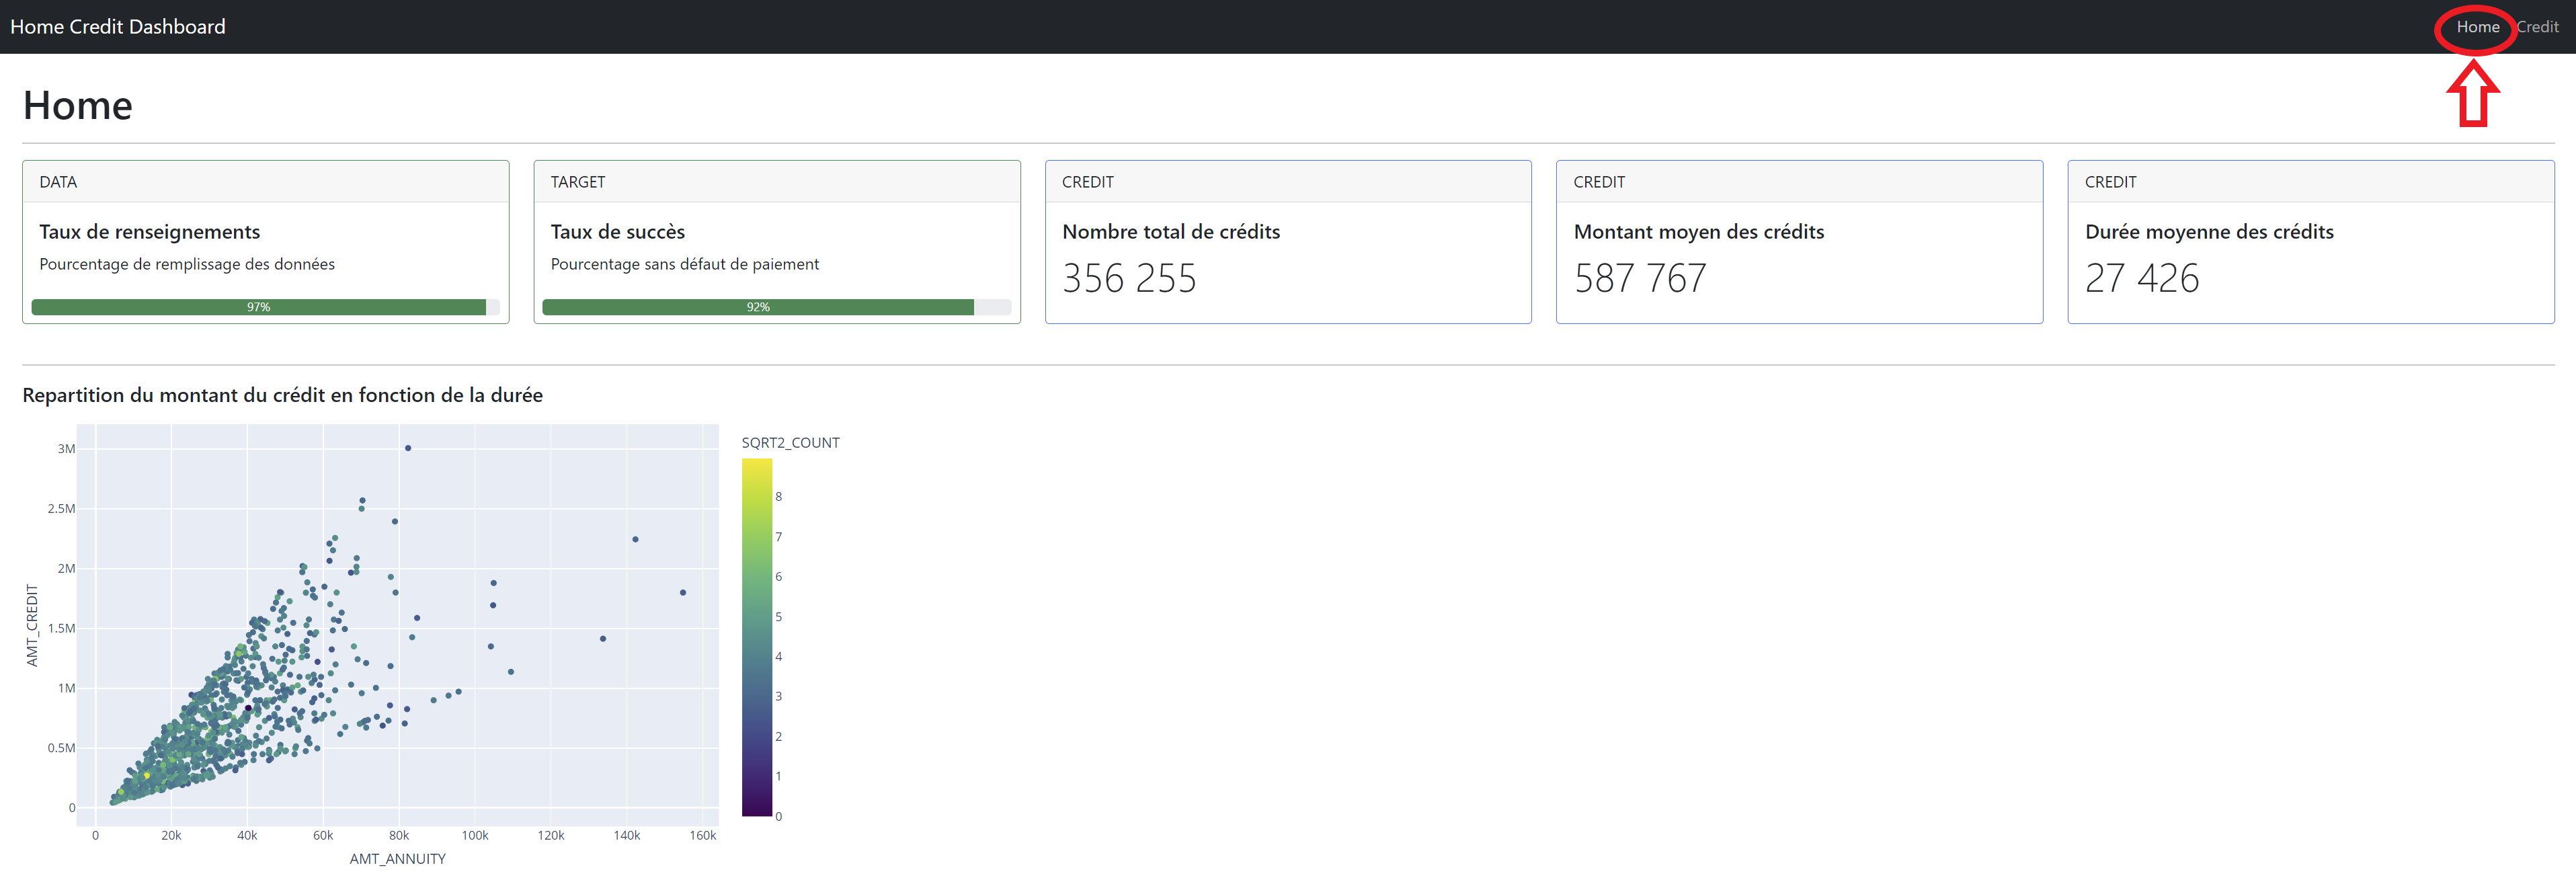 Home Credit Dashboard
Home Credit
Home
DATA
Taux de renseignements
Pourcentage de remplissage des données
97%
TARGET
Taux de succès
Pourcentage sans défaut de paiement
92%
CREDIT
Nombre total de crédits
356 255
CREDIT
Montant moyen des crédits
587 767
CREDIT
Durée moyenne des crédits
27 426
Repartition du montant du crédit en fonction de la durée
AMT_CREDIT
3M
2.5M
2M
1.5M
1M
0.5M
0
0 20k 40k 60k 80k 100k 120k 140k 160k
AMT_ANNUITY
SQRT2_COUNT
8
7
6
5
4
3
2
1
0